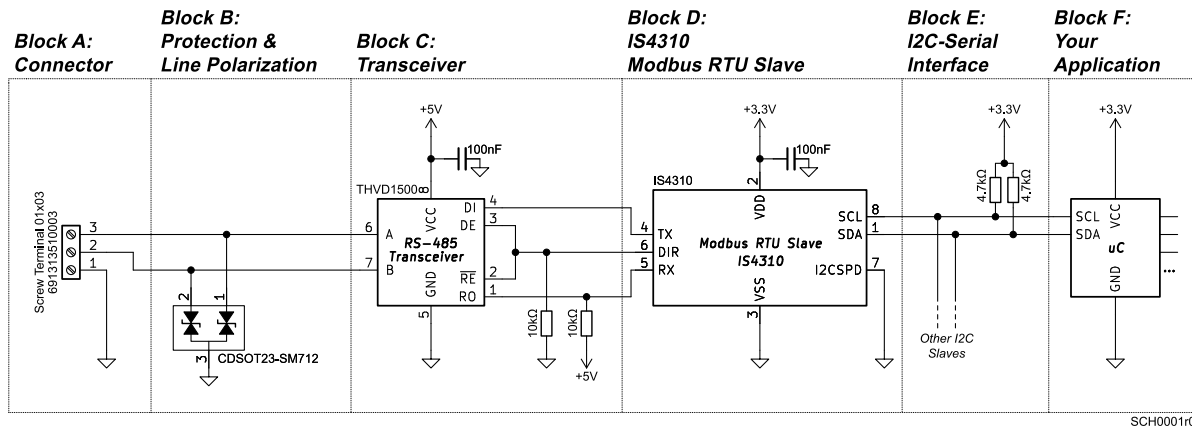 Block A:
Connector
Block B:
Protection &
Line Polarization
Block C:
Transceiver
Block D:
IS4310
Modbus RTU Slave
Block E:
I2C-Serial
Interface
Block F:
Your
Application
Screw Terminal 01x03
691313510003
3
2
1
2
1
3
CDSOT23-SM712
+5V
100nF
THVD1500
8
VCC
6
A
7
B
RS-485
Transceiver
GND
5
DI
4
DE
3
RE
2
RO
1
10kΩ
10kΩ
+5V
+3.3V
100nF
IS4310
2
VDD
4
TX
6
DIR
5
RX
Modbus RTU Slave
IS4310
VSS
3
SCL
8
SDA
1
I2CSPD
7
+3.3V
4.7kΩ
4.7kΩ
Other I2C
Slaves
+3.3V
SCL
SDA
VCC
uC
GND
...
SCH0001r0